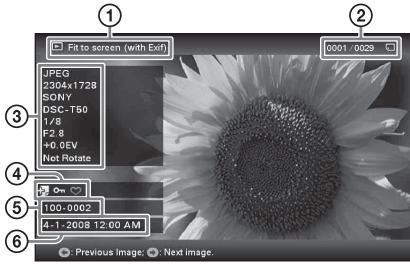 1
2
Fit to screen (with Exif)
0001/0029
JPEG
2304x1728
SONY
DSC-T50
1/8
F2.8
+0.0EV
Not Rotate
3
4
5
100-0002
6
4-1-2008 12:00 AM
: Previous Image; : Next image.